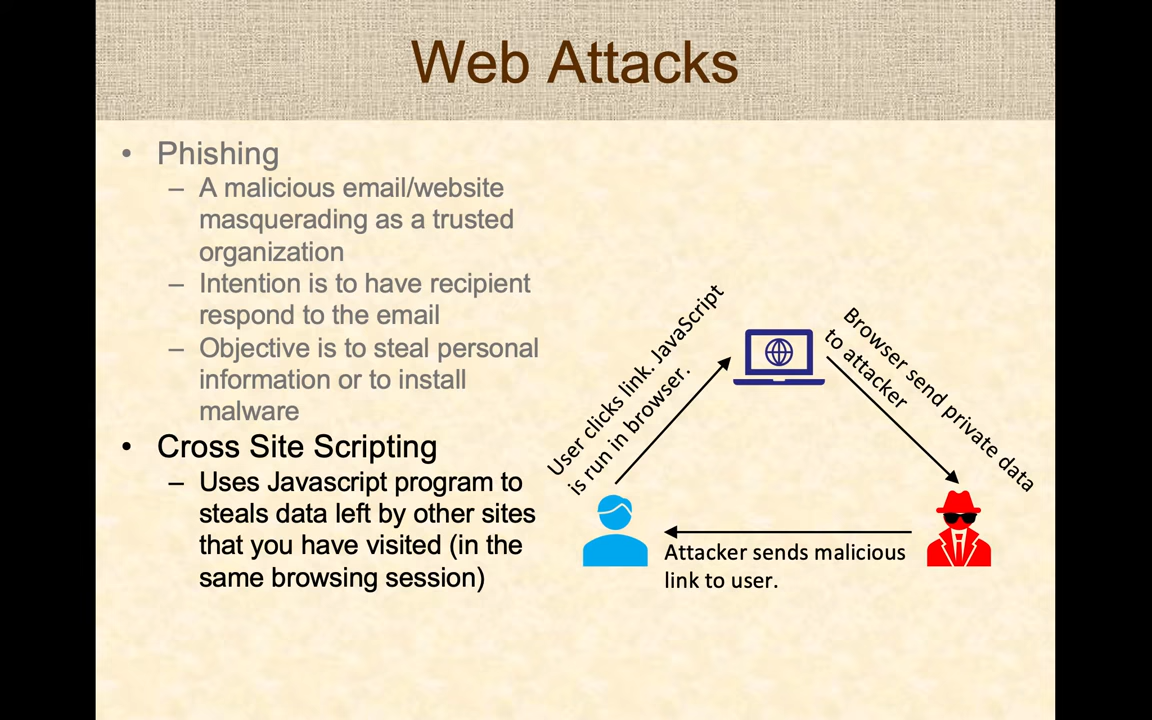 Web Attacks
• Phishing
– A malicious email/website
masquerading as a trusted
organization
– Intention is to have recipient
respond to the email
– Objective is to steal personal
information or to install
malware
• Cross Site Scripting
– Uses Javascript program to
steals data left by other sites
that you have visited (in the
same browsing session)
User clicks link. JavaScript
is run in browser.
Browser send private data
to attacker
Attacker sends malicious
link to user.